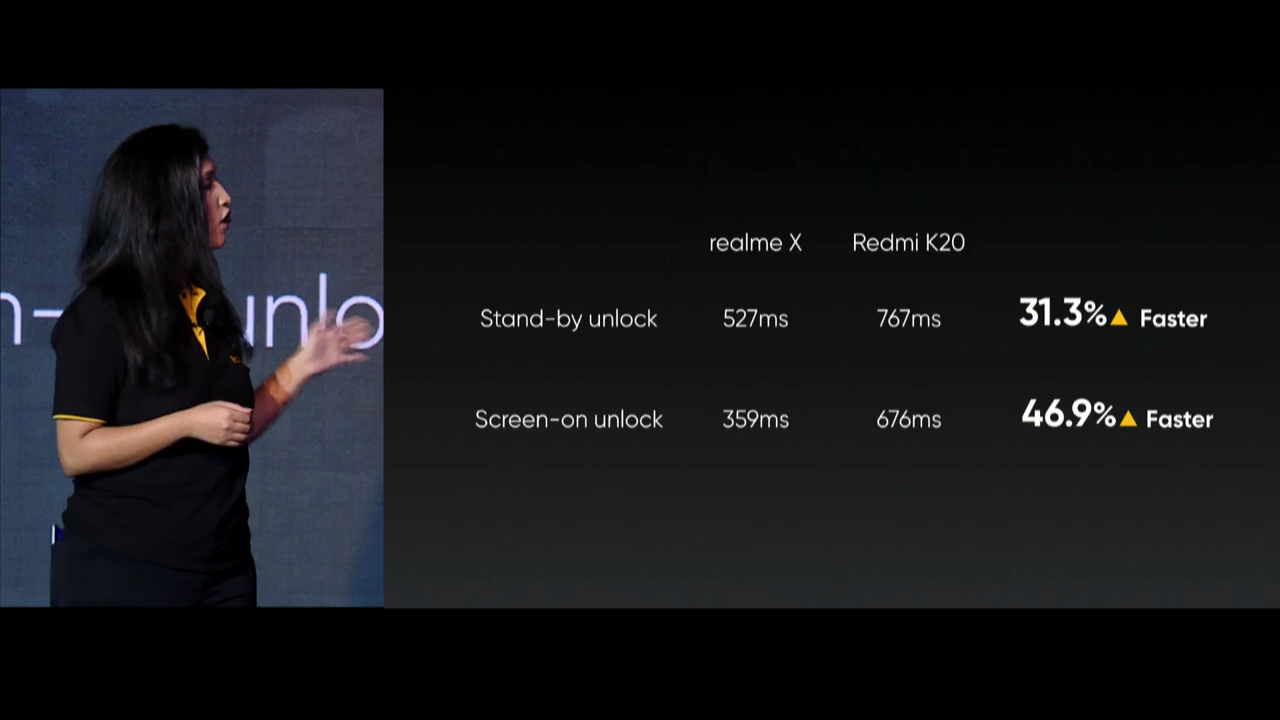 realme X Redmi K20
Stand-by unlock 527ms 767ms 31.3% ▲ Faster
Screen-on unlock 359ms 676ms 46.9% ▲ Faster
n- unlo